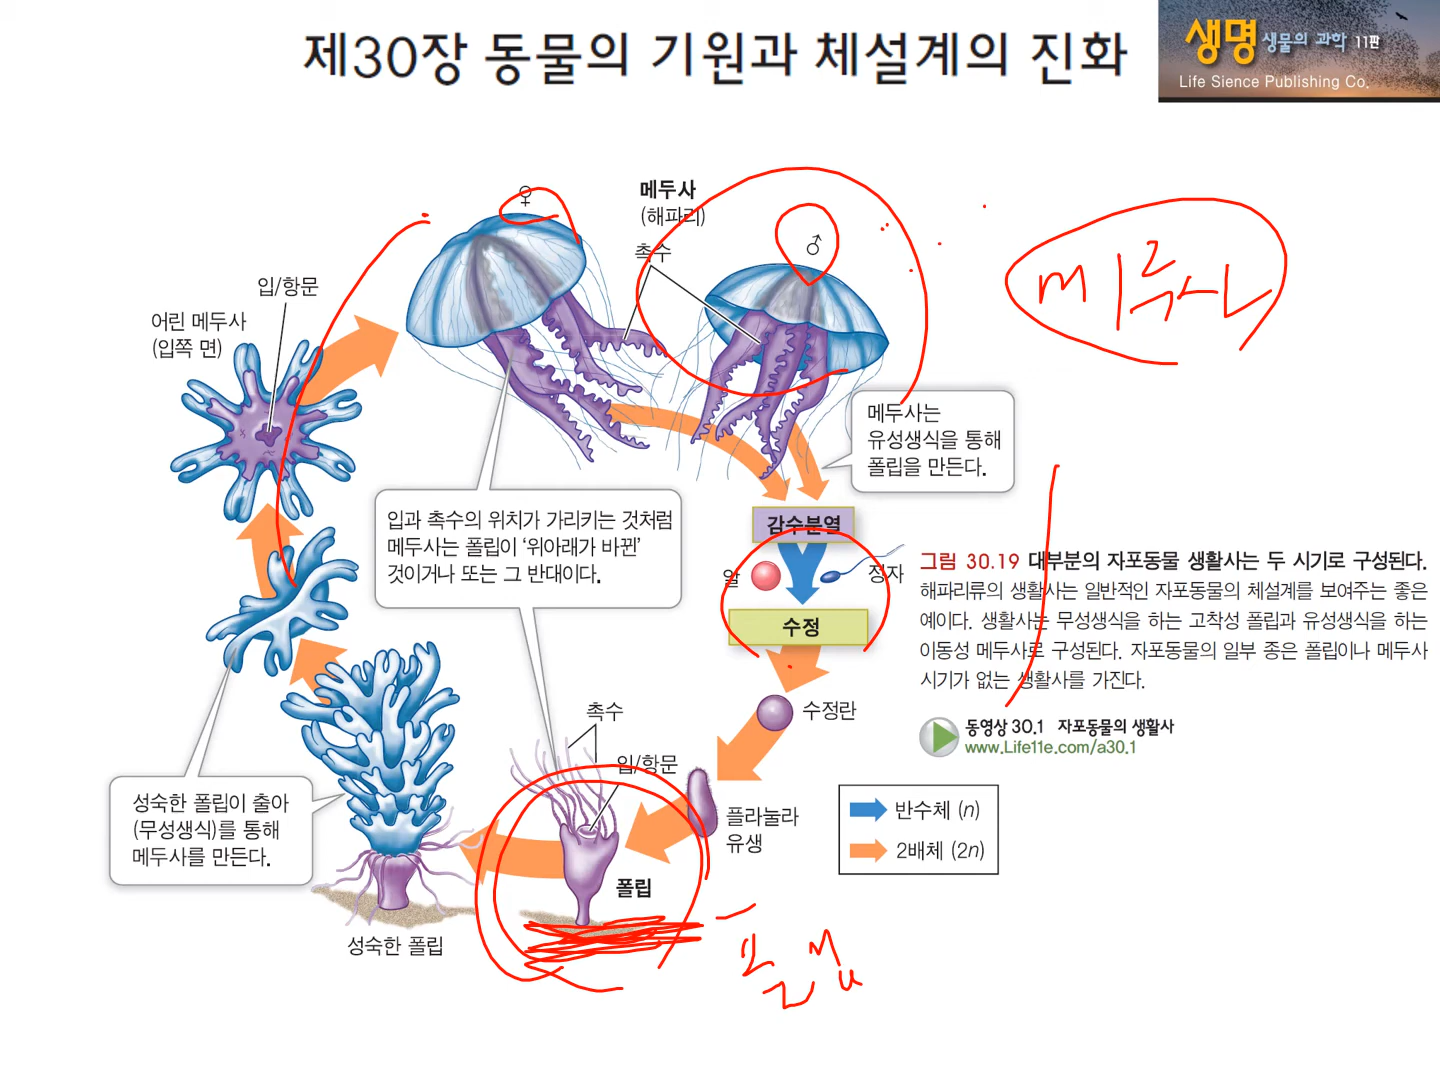 제30장 동물의 기원과 체설계의 진화
생명 생물의 과학 11판
Life Sience Publishing Co.
♀
메두사
(해파리)
촉수
♂
메두사
입/항문
어린 메두사
(입쪽 면)
메두사는
유성생식을 통해
폴립을 만든다.
입과 촉수의 위치가 가리키는 것처럼
메두사는 폴립이 '위아래가 바뀐'
것이거나 또는 그 반대이다.
감수분열
알
정자
수정
그림 30.19 대부분의 자포동물 생활사는 두 시기로 구성된다.
해파리류의 생활사는 일반적인 자포동물의 체설계를 보여주는 좋은
예이다. 생활사는 무성생식을 하는 고착성 폴립과 유성생식을 하는
이동성 메두사로 구성된다. 자포동물의 일부 종은 폴립이나 메두사
시기가 없는 생활사를 가진다.
수정란
동영상 30.1 자포동물의 생활사
www.Life11e.com/a30.1
촉수
입/항문
플라눌라
유생
성숙한 폴립이 출아
(무성생식)를 통해
메두사를 만든다.
반수체 (n)
2배체 (2n)
폴립
성숙한 폴립
폴립